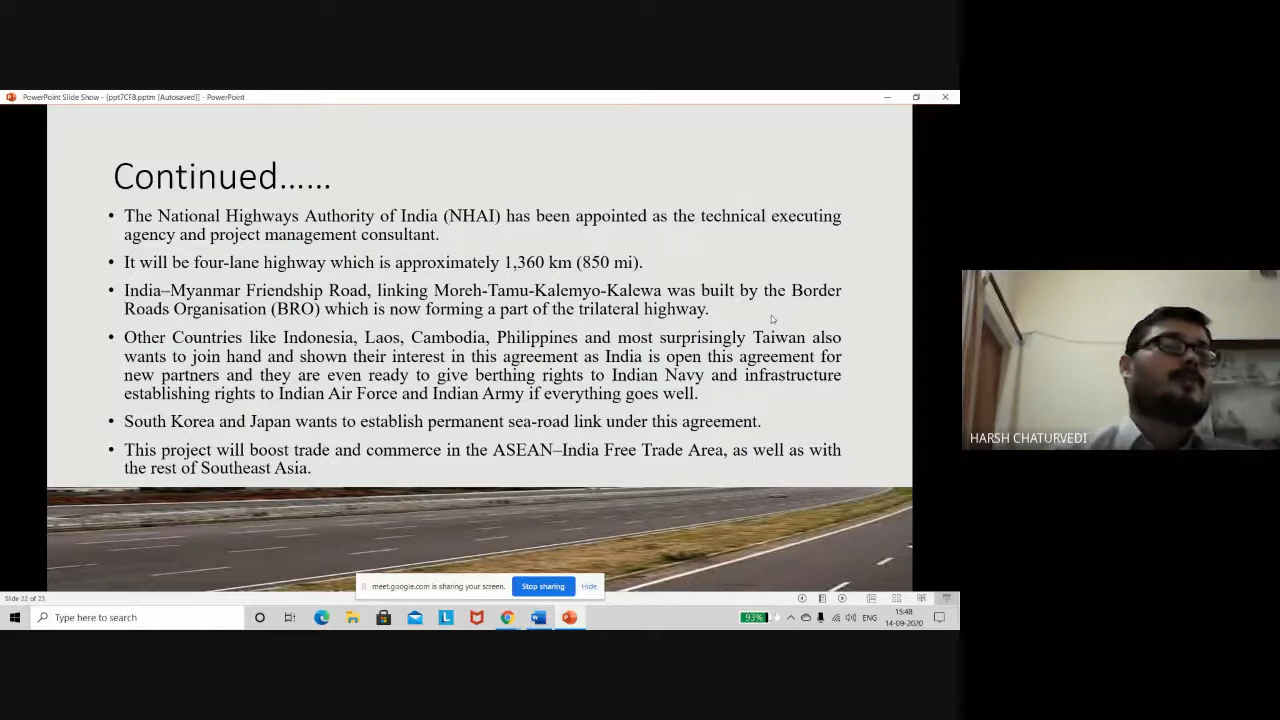 PowerPoint Slide Show - [ppt7CF8.pptm [Autosaved]] - PowerPoint
Continued......
• The National Highways Authority of India (NHAI) has been appointed as the technical executing
agency and project management consultant.
• It will be four-lane highway which is approximately 1,360 km (850 mi).
• India–Myanmar Friendship Road, linking Moreh-Tamu-Kalemyo-Kalewa was built by the Border
Roads Organisation (BRO) which is now forming a part of the trilateral highway.
• Other Countries like Indonesia, Laos, Cambodia, Philippines and most surprisingly Taiwan also
wants to join hand and shown their interest in this agreement as India is open this agreement for
new partners and they are even ready to give berthing rights to Indian Navy and infrastructure
establishing rights to Indian Air Force and Indian Army if everything goes well.
• South Korea and Japan wants to establish permanent sea-road link under this agreement.
• This project will boost trade and commerce in the ASEAN–India Free Trade Area, as well as with
the rest of Southeast Asia.
HARSH CHATURVEDI
meet.google.com is sharing your screen. Stop sharing Hide
Slide 22 of 23
Type here to search
93% ENG 15:48
14-09-2020